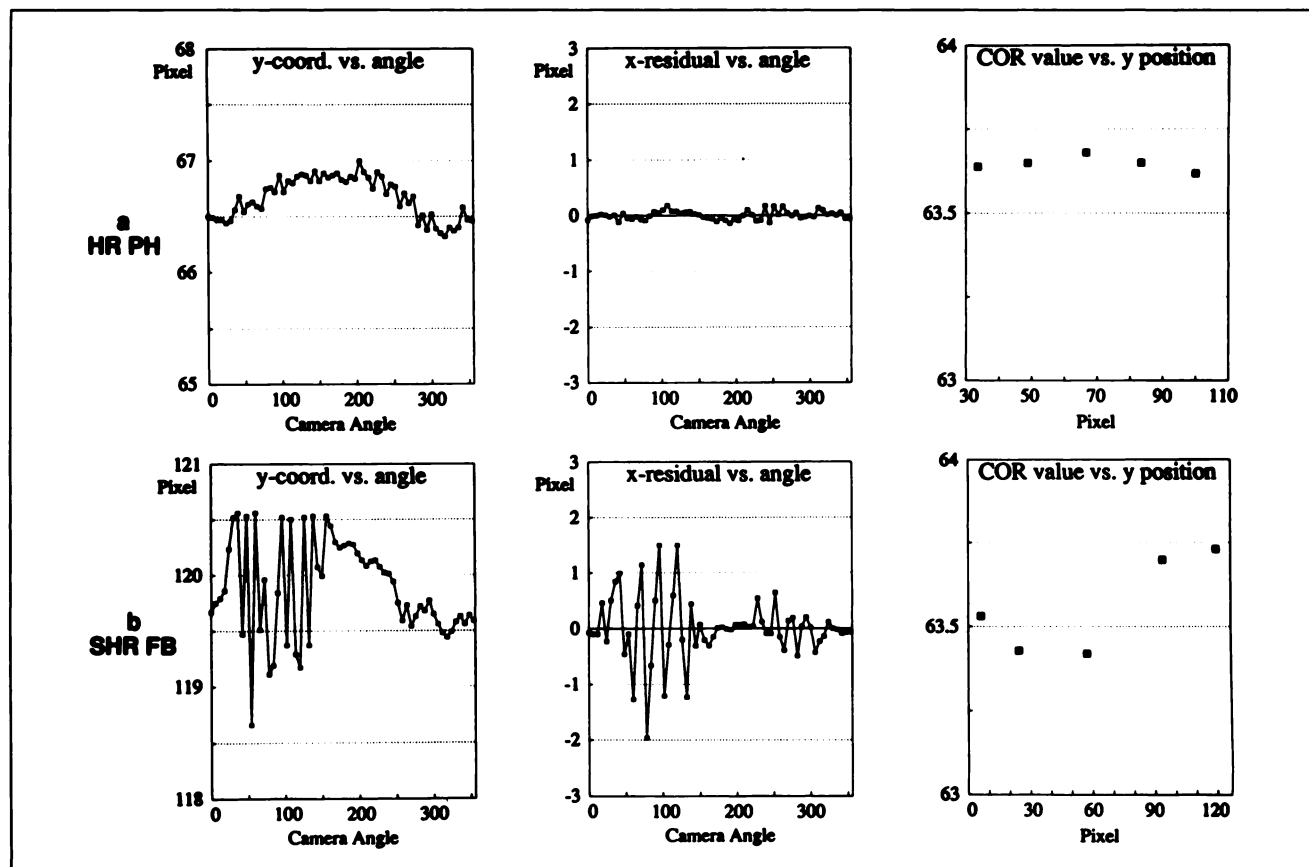 68
Pixel
67
66
65
y-coord. vs. angle
0 100 200 300
Camera Angle
3
Pixel
2
1
0
-1
-2
-3
x-residual vs. angle
0 100 200 300
Camera Angle
64
63.5
63
COR value vs. y position
30 50 70 90 110
Pixel
a
HR PH
121
Pixel
120
119
118
y-coord. vs. angle
0 100 200 300
Camera Angle
3
Pixel
2
1
0
-1
-2
-3
x-residual vs. angle
0 100 200 300
Camera Angle
64
63.5
63
COR value vs. y position
0 30 60 90 120
Pixel
b
SHR FB